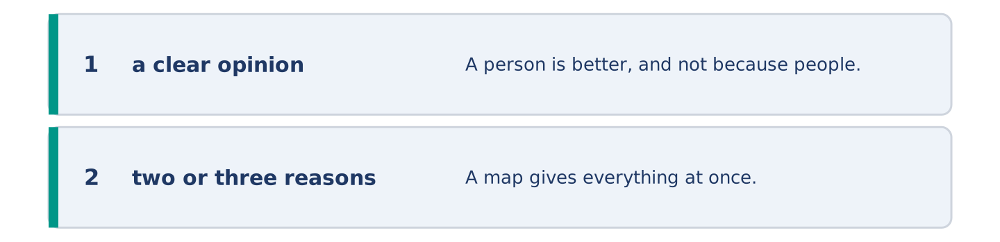 1 a clear opinion A person is better, and not because people.
2 two or three reasons A map gives everything at once.